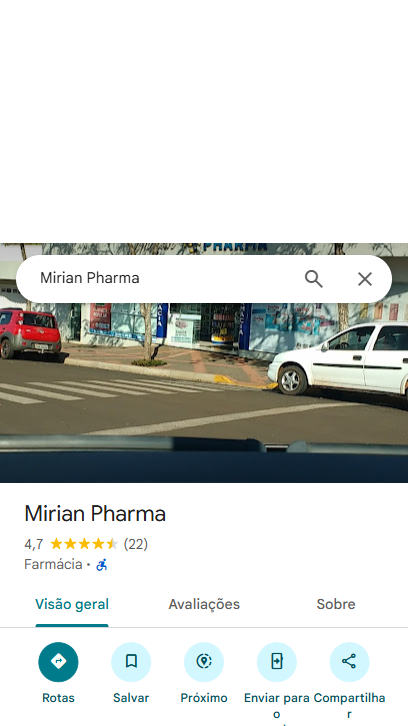 PHARMA
Mirian Pharma
Mirian Pharma
4,7 (22)
Farmácia ·
Visão geral Avaliações Sobre
Rotas Salvar Próximo Enviar para o Compartilhar